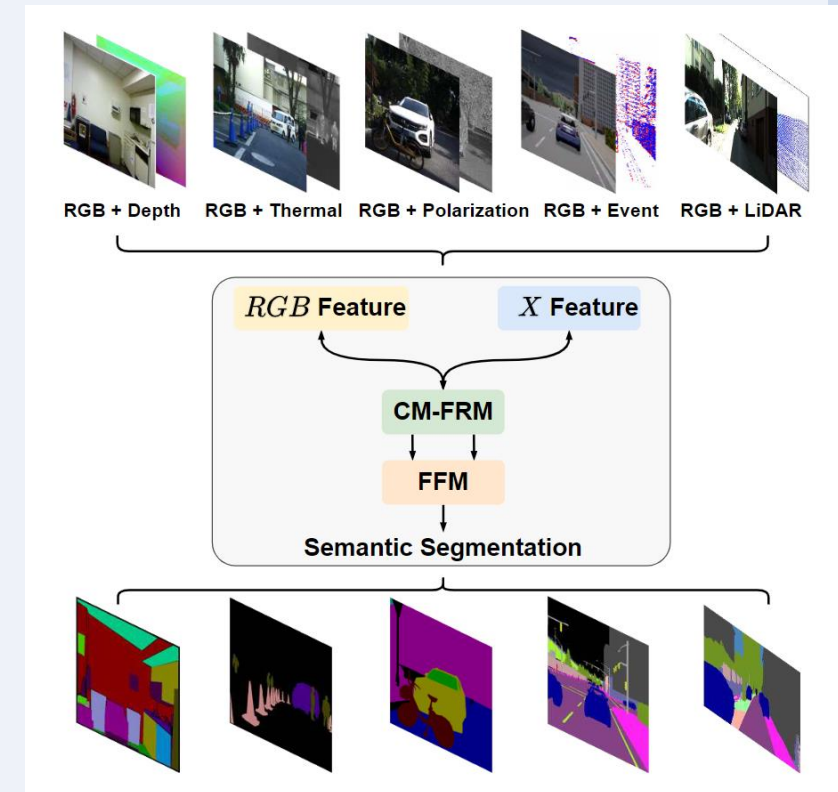 RGB + Depth RGB + Thermal RGB + Polarization RGB + Event RGB + LiDAR
RGB Feature X Feature
CM-FRM
FFM
Semantic Segmentation